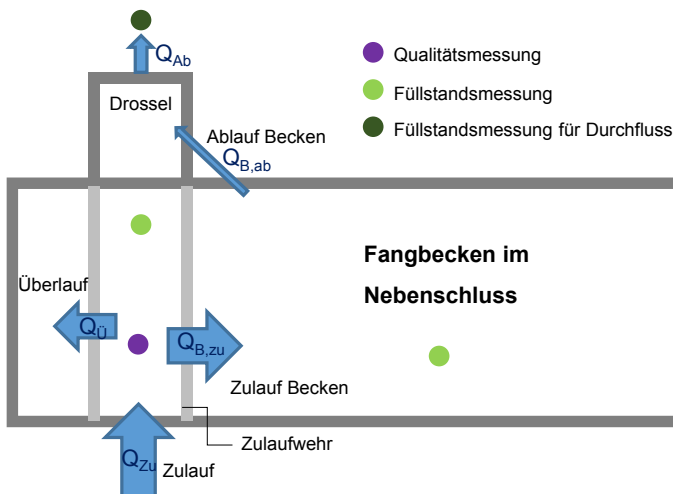 Q_Ab
Drossel
Qualitätsmessung
Füllstandsmessung
Füllstandsmessung für Durchfluss
Ablauf Becken
Q_B,ab
Fangbecken im
Nebenschluss
Überlauf
Q_Ü
Q_B,zu
Zulauf Becken
Zulaufwehr
Q_Zu
Zulauf